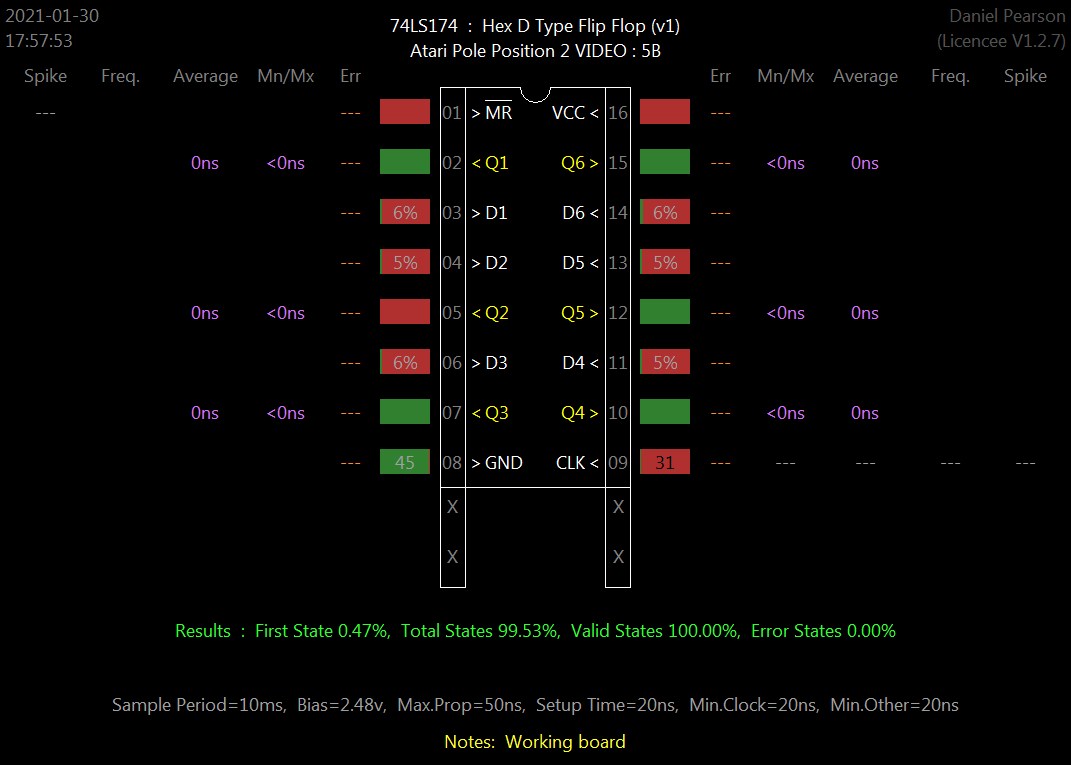 2021-01-30
17:57:53
74LS174 : Hex D Type Flip Flop (v1)
Atari Pole Position 2 VIDEO : 5B
Daniel Pearson
(Licencee V1.2.7)
Spike Freq. Average Mn/Mx Err Err Mn/Mx Average Freq. Spike
--- --- 01 > MR VCC < 16 ---
0ns <0ns --- 02 < Q1 Q6 > 15 --- <0ns 0ns
--- 6% 03 > D1 D6 < 14 6% ---
--- 5% 04 > D2 D5 < 13 5% ---
0ns <0ns --- 05 < Q2 Q5 > 12 --- <0ns 0ns
--- 6% 06 > D3 D4 < 11 5% ---
0ns <0ns --- 07 < Q3 Q4 > 10 --- <0ns 0ns
--- 45 08 > GND CLK < 09 31 --- --- --- --- ---
X X
X X
Results : First State 0.47%, Total States 99.53%, Valid States 100.00%, Error States 0.00%
Sample Period=10ms, Bias=2.48v, Max.Prop=50ns, Setup Time=20ns, Min.Clock=20ns, Min.Other=20ns
Notes: Working board